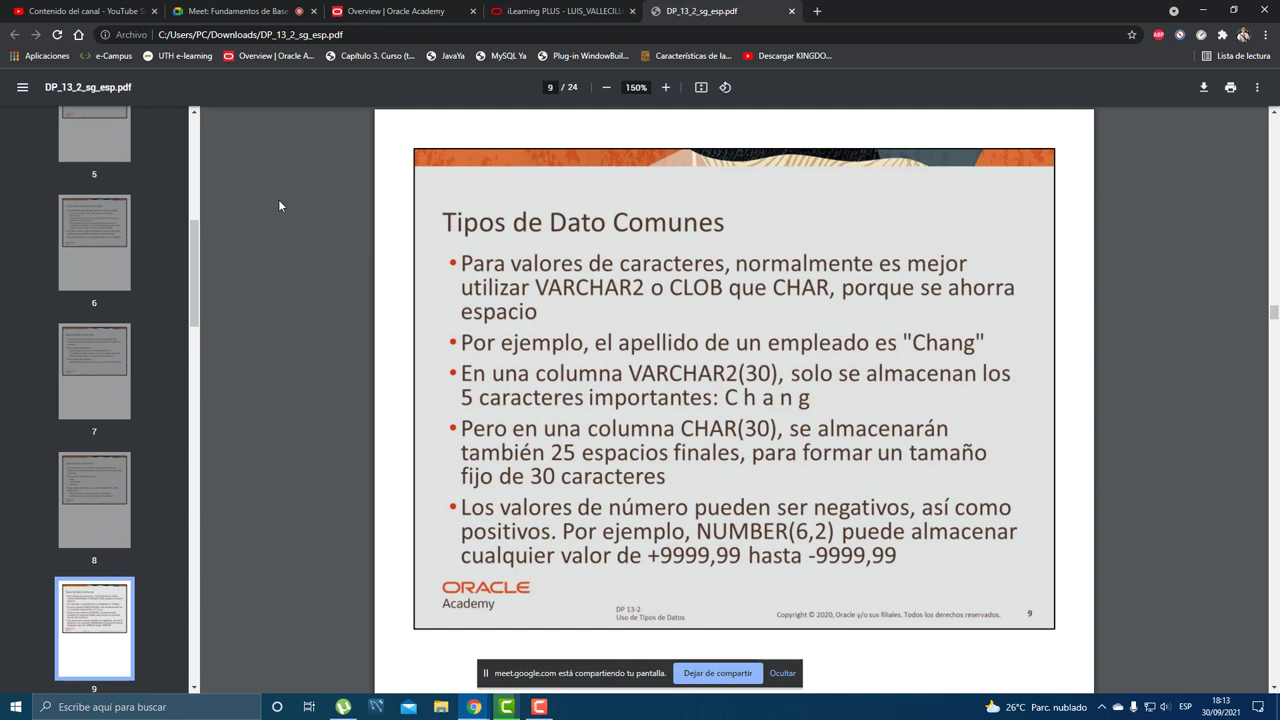 Contenido del canal - YouTube S
Meet: Fundamentos de Base
Overview | Oracle Academy
iLearning PLUS - LUIS_VALLECILL
DP_13_2_sg_esp.pdf
Archivo | C:/Users/PC/Downloads/DP_13_2_sg_esp.pdf
Aplicaciones
e-Campus
UTH e-learning
Overview | Oracle A...
Capítulo 3. Curso (t...
JavaYa
MySQL Ya
Plug-in WindowBuil...
Características de la...
Descargar KINGDO...
Lista de lectura
DP_13_2_sg_esp.pdf
9 / 24
150%
5
6
7
8
9
Tipos de Dato Comunes
• Para valores de caracteres, normalmente es mejor
utilizar VARCHAR2 o CLOB que CHAR, porque se ahorra
espacio
• Por ejemplo, el apellido de un empleado es "Chang"
• En una columna VARCHAR2(30), solo se almacenan los
5 caracteres importantes: C h a n g
• Pero en una columna CHAR(30), se almacenarán
también 25 espacios finales, para formar un tamaño
fijo de 30 caracteres
• Los valores de número pueden ser negativos, así como
positivos. Por ejemplo, NUMBER(6,2) puede almacenar
cualquier valor de +9999,99 hasta -9999,99
ORACLE
Academy
DP 13-2
Uso de Tipos de Datos
Copyright © 2020, Oracle y/o sus filiales. Todos los derechos reservados.
9
meet.google.com está compartiendo tu pantalla.
Dejar de compartir
Ocultar
Escribe aquí para buscar
26°C Parc. nublado
ESP
18:13
30/09/2021